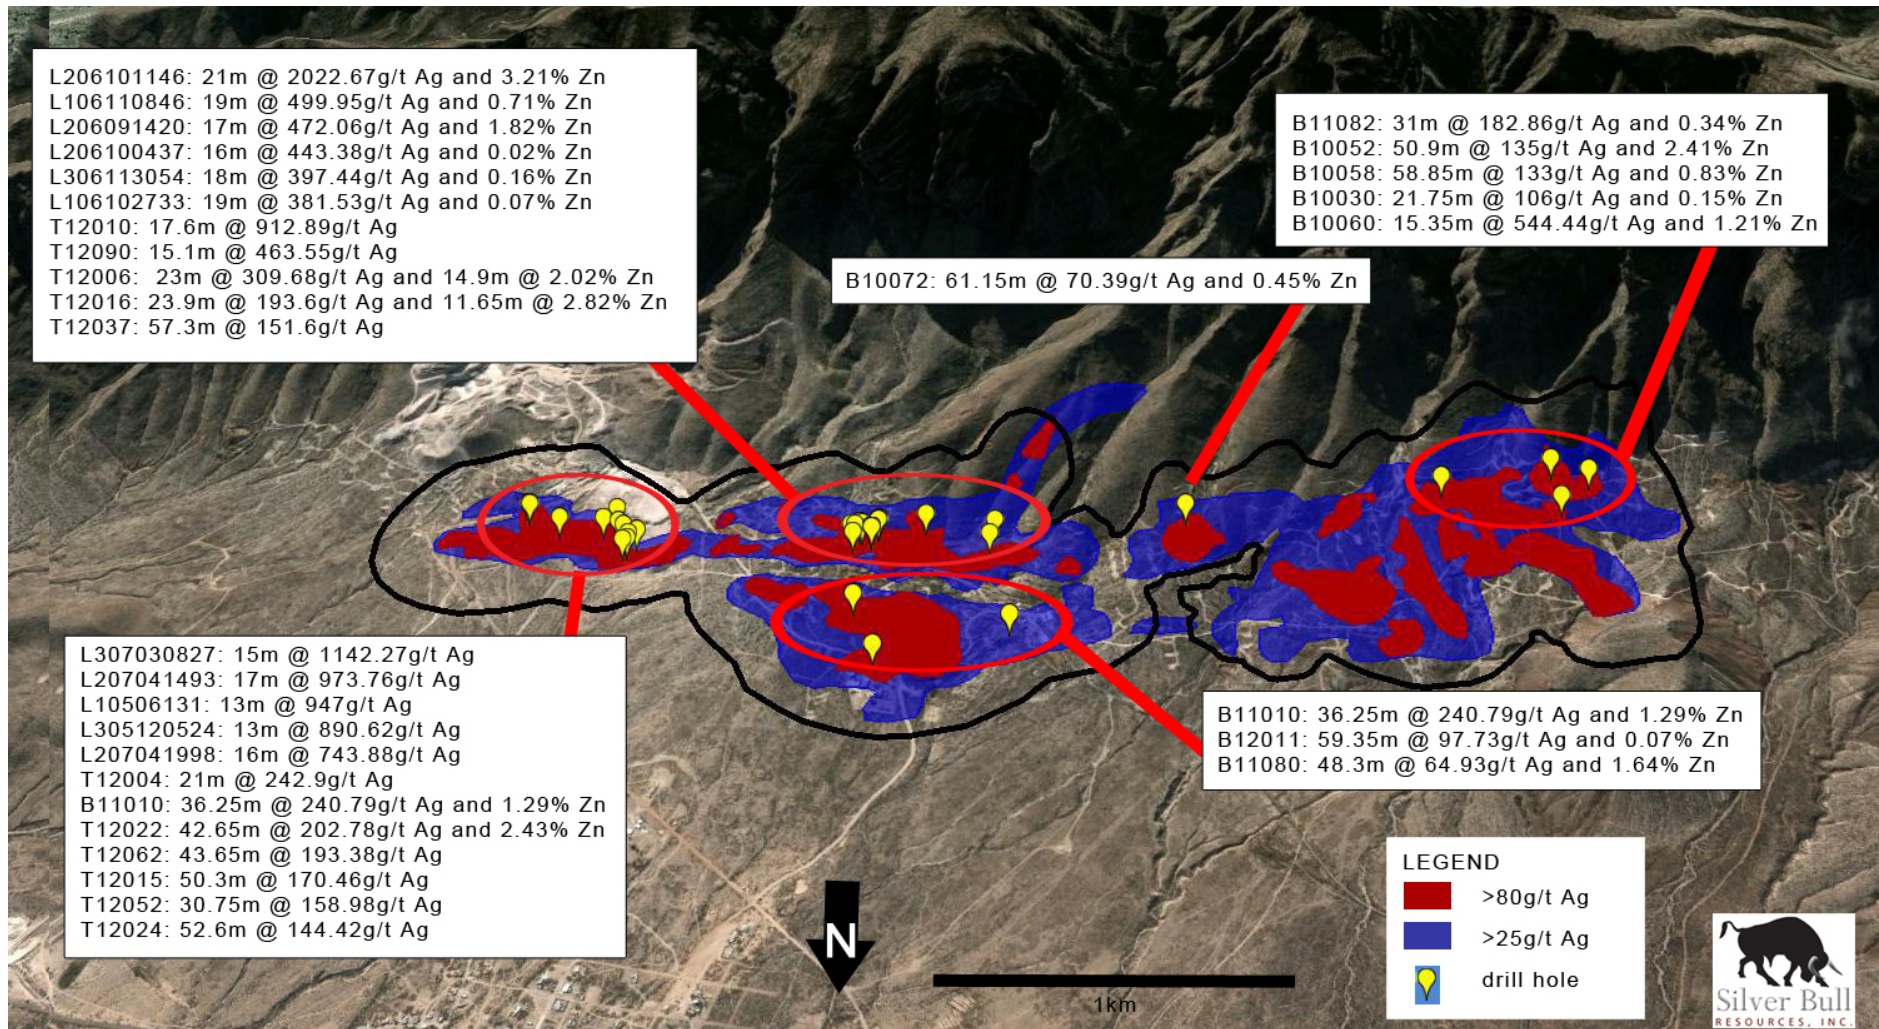 L206101146: 21m @ 2022.67g/t Ag and 3.21% Zn
L106110846: 19m @ 499.95g/t Ag and 0.71% Zn
L206091420: 17m @ 472.06g/t Ag and 1.82% Zn
L206100437: 16m @ 443.38g/t Ag and 0.02% Zn
L306113054: 18m @ 397.44g/t Ag and 0.16% Zn
L106102733: 19m @ 381.53g/t Ag and 0.07% Zn
T12010: 17.6m @ 912.89g/t Ag
T12090: 15.1m @ 463.55g/t Ag
T12006: 23m @ 309.68g/t Ag and 14.9m @ 2.02% Zn
T12016: 23.9m @ 193.6g/t Ag and 11.65m @ 2.82% Zn
T12037: 57.3m @ 151.6g/t Ag
B11082: 31m @ 182.86g/t Ag and 0.34% Zn
B10052: 50.9m @ 135g/t Ag and 2.41% Zn
B10058: 58.85m @ 133g/t Ag and 0.83% Zn
B10030: 21.75m @ 106g/t Ag and 0.15% Zn
B10060: 15.35m @ 544.44g/t Ag and 1.21% Zn
B10072: 61.15m @ 70.39g/t Ag and 0.45% Zn
L307030827: 15m @ 1142.27g/t Ag
L207041493: 17m @ 973.76g/t Ag
L10506131: 13m @ 947g/t Ag
L305120524: 13m @ 890.62g/t Ag
L207041998: 16m @ 743.88g/t Ag
T12004: 21m @ 242.9g/t Ag
B11010: 36.25m @ 240.79g/t Ag and 1.29% Zn
T12022: 42.65m @ 202.78g/t Ag and 2.43% Zn
T12062: 43.65m @ 193.38g/t Ag
T12015: 50.3m @ 170.46g/t Ag
T12052: 30.75m @ 158.98g/t Ag
T12024: 52.6m @ 144.42g/t Ag
B11010: 36.25m @ 240.79g/t Ag and 1.29% Zn
B12011: 59.35m @ 97.73g/t Ag and 0.07% Zn
B11080: 48.3m @ 64.93g/t Ag and 1.64% Zn
LEGEND
>80g/t Ag
>25g/t Ag
drill hole
N
1km
Silver Bull
RESOURCES, INC.